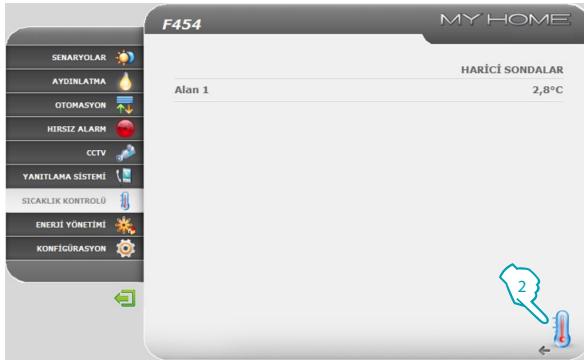 F454
MY HOME
SENARYOLAR
AYDINLATMA
OTOMASYON
HIRSIZ ALARM
CCTV
YANITLAMA SİSTEMİ
SICAKLIK KONTROLÜ
ENERJİ YÖNETİMİ
KONFİGÜRASYON
HARİCİ SONDALAR
Alan 1 2,8°C
2